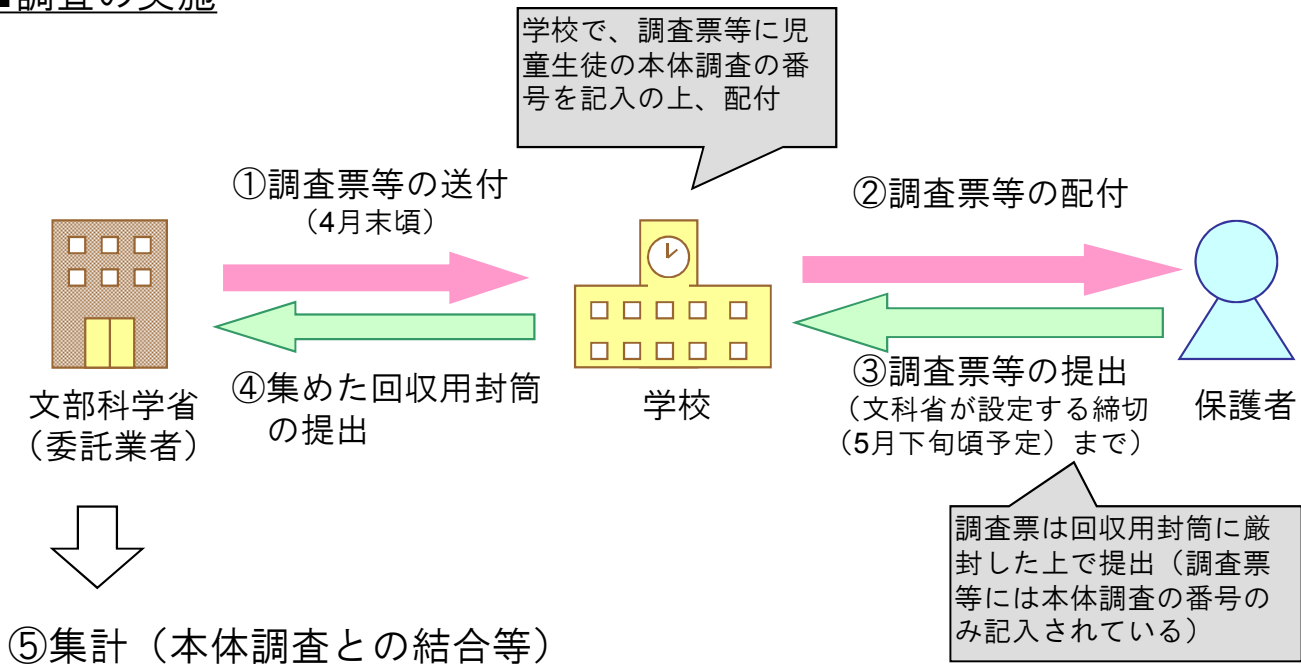 ■調査の実施
学校で、調査票等に児
童生徒の本体調査の番
号を記入の上、配付
①調査票等の送付
（4月末頃）
②調査票等の配付
文部科学省
（委託業者）
④集めた回収用封筒
の提出
学校
③調査票等の提出
（文科省が設定する締切
（5月下旬頃予定）まで）
保護者
調査票は回収用封筒に厳
封した上で提出（調査票
等には本体調査の番号の
み記入されている）
⑤集計（本体調査との結合等）